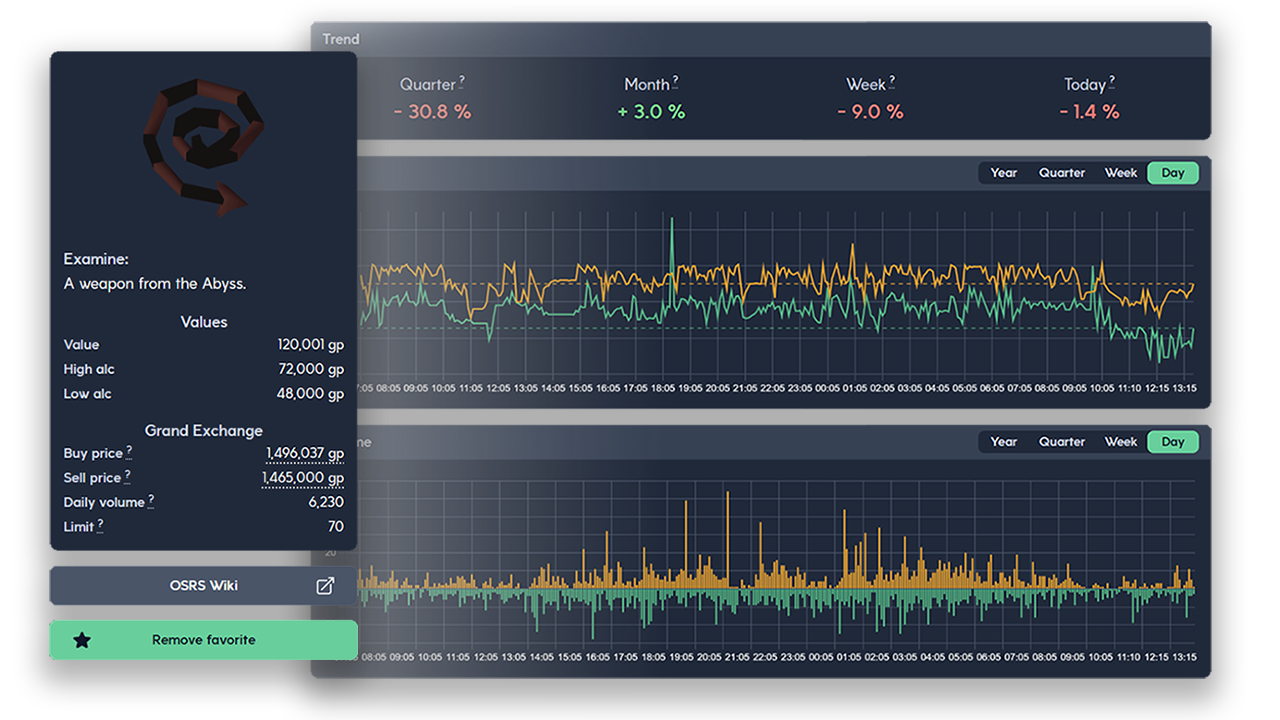 Trend
Quarter ?
Month ?
Week ?
Today ?
- 30.8 %
+ 3.0 %
- 9.0 %
- 1.4 %
Examine:
A weapon from the Abyss.
Values
Value 120,001 gp
High alc 72,000 gp
Low alc 48,000 gp
Grand Exchange
Buy price ? 1,496,037 gp
Sell price ? 1,465,000 gp
Daily volume ? 6,230
Limit ? 70
OSRS Wiki
Remove favorite
Year Quarter Week Day
:05 08:05 09:05 10:05 11:05 12:05 13:05 14:05 15:05 16:05 17:05 18:05 19:05 20:05 21:05 22:05 23:05 00:05 01:05 02:05 03:05 04:05 05:05 06:05 07:05 08:05 09:05 10:05 11:10 12:15 13:15
me
Year Quarter Week Day
20
08:05 09:05 10:05 11:05 12:05 13:05 14:05 15:05 16:05 17:05 18:05 19:05 20:05 21:05 22:05 23:05 00:05 01:05 02:05 03:05 04:05 05:05 06:05 07:05 08:05 09:05 10:05 11:10 12:15 13:15